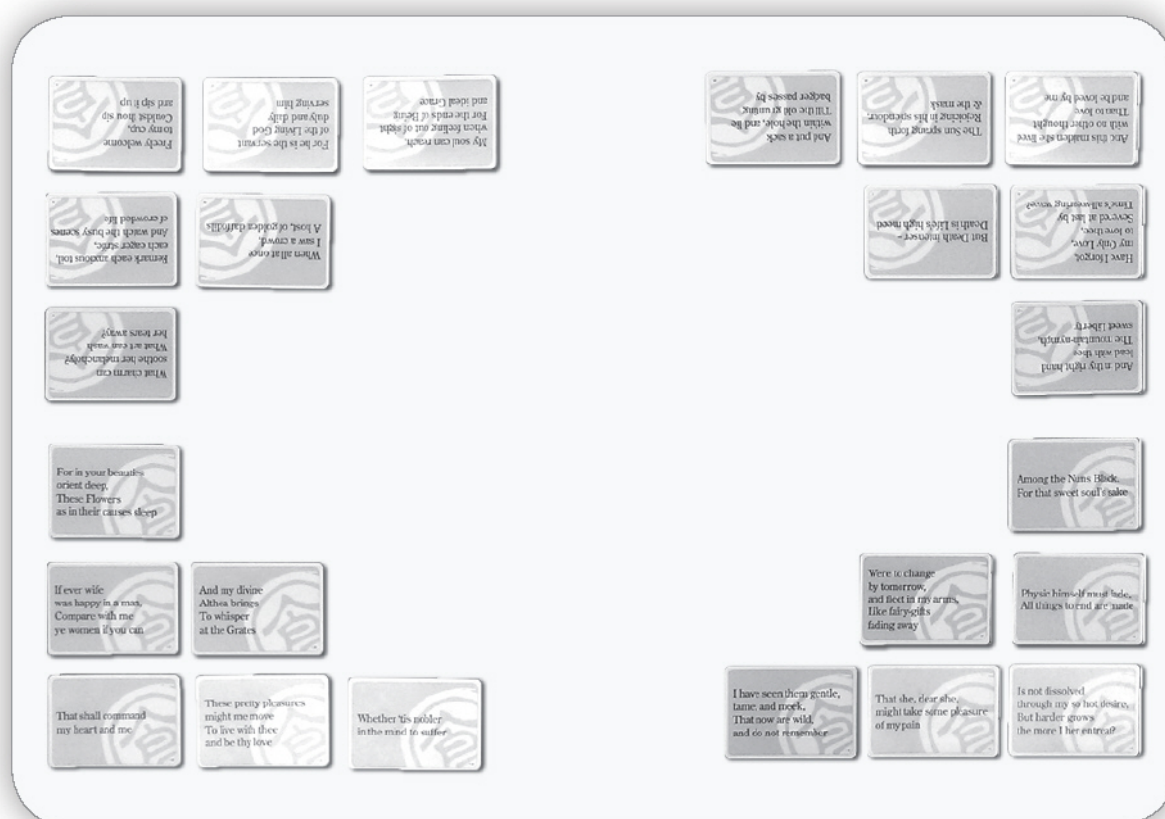 Freely welcome
to my cup,
Couldst thou sip
and sip it up
For he is the servant
of the Living God
duly and daily
serving him
My soul can reach,
when feeling out of sight
For the ends of Being
and ideal Grace
And put a sack
within the hole, and lie
Till the old grunting
badger passes by
The Sun sprang forth
Rejoicing in his splendour,
& the mask
And this maiden she lived
with no other thought
Than to love
and be loved by me
Remark each anxious toil,
each eager strife,
And watch the busy scenes
of crowded life
When all at once
I saw a crowd,
A host, of golden daffodils
But Death intenser -
Death is Life's high meed
Have I forgot,
my Only Love,
to love thee,
Severed at last by
Time's all-severing wave?
What charm can
soothe her melancholy?
What art can wash
her tears away?
And in thy right hand
lead with thee
The mountain-nymph,
sweet Liberty
For in your beauties
orient deep,
These Flowers
as in their causes sleep
Among the Nuns Black,
For that sweet soul's sake
If ever wife
was happy in a man,
Compare with me
ye women if you can
And my divine
Althea brings
To whisper
at the Grates
Were to change
by tomorrow,
and fleet in my arms,
Like fairy-gifts
fading away
Physic himself must fade,
All things to end are made
That shall command
my heart and me
These pretty pleasures
might me move
To live with thee
and be thy love
Whether 'tis nobler
in the mind to suffer
I have seen them gentle,
tame, and meek,
That now are wild,
and do not remember
That she, dear she,
might take some pleasure
of my pain
Is not dissolved
through my so hot desire,
But harder grows
the more I her entreat?